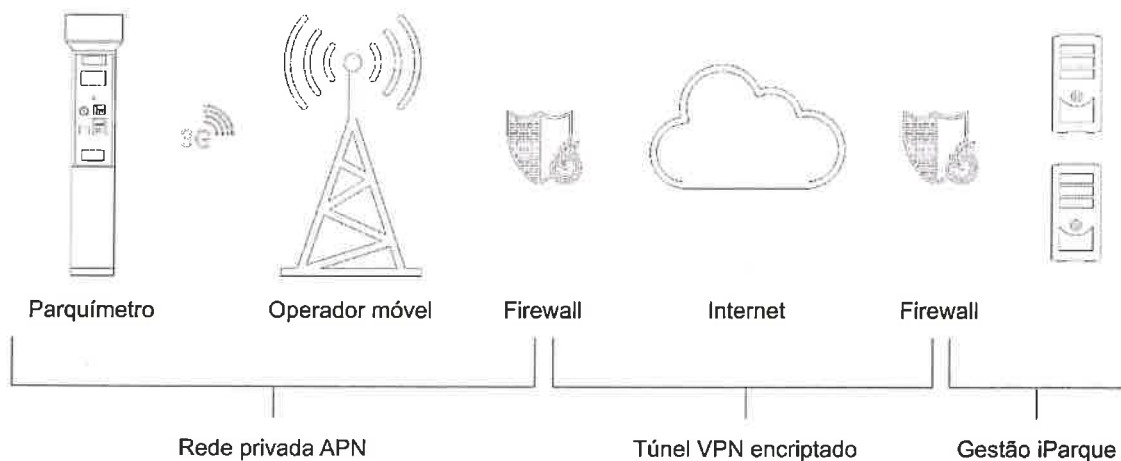 3G
Parquímetro
Operador móvel
Firewall
Internet
Firewall
Rede privada APN
Túnel VPN encriptado
Gestão iParque